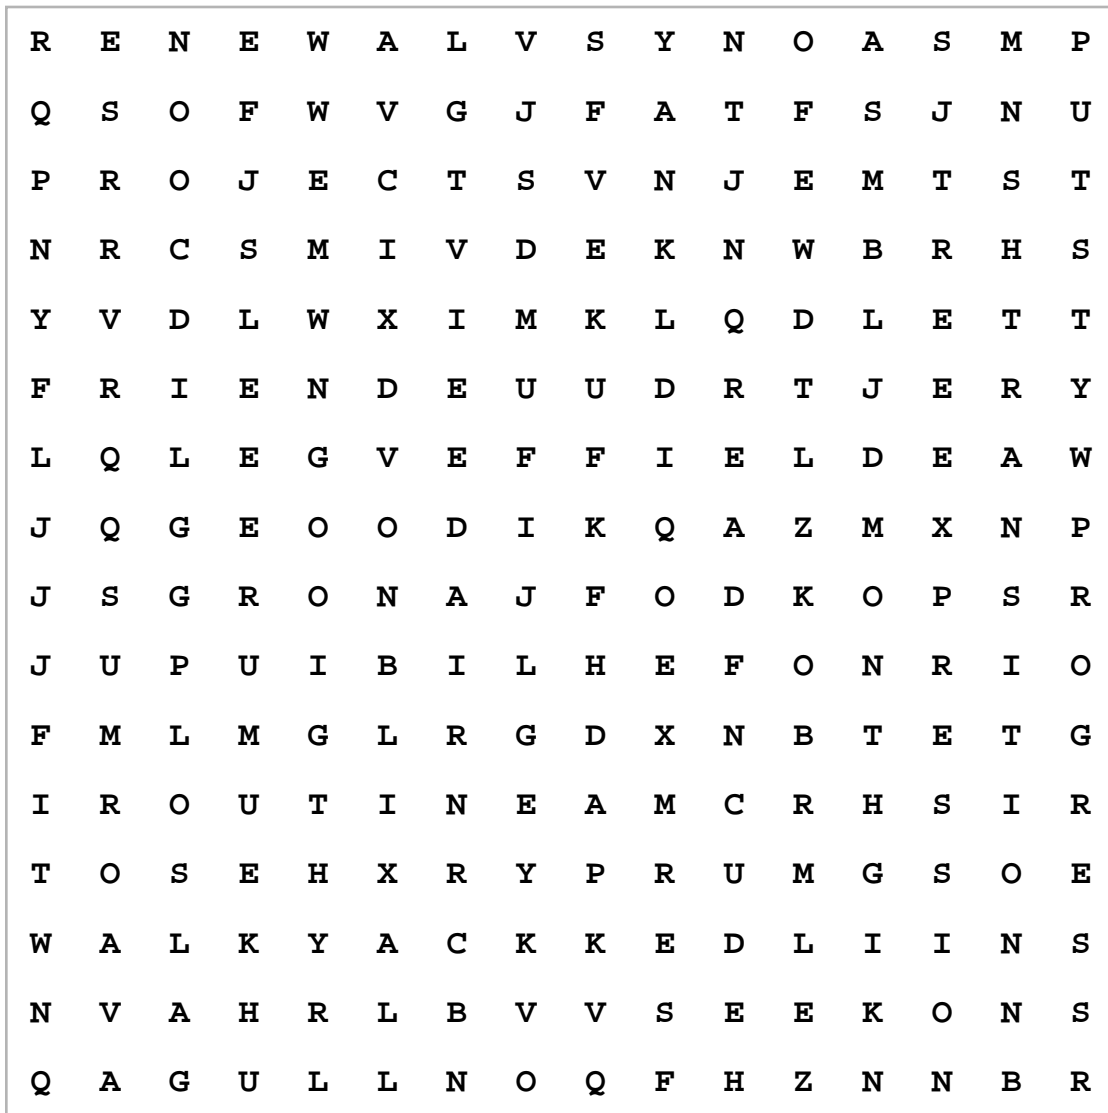 R E N E W A L V S Y N O A S M P
Q S O F W V G J F A T F S J N U
P R O J E C T S V N J E M T S T
N R C S M I V D E K N W B R H S
Y V D L W X I M K L Q D L E T T
F R I E N D E U U D R T J E R Y
L Q L E G V E F F I E L D E A W
J Q G E O O D I K Q A Z M X N P
J S G R O N A J F O D K O P S R
J U P U I B I L H E F O N R I O
F M L M G L R G D X N B T E T G
I R O U T I N E A M C R H S I R
T O S E H X R Y P R U M G S O E
W A L K Y A C K K E D L I I N S
N V A H R L B V V S E E K O N S
Q A G U L L N O Q F H Z N N B R